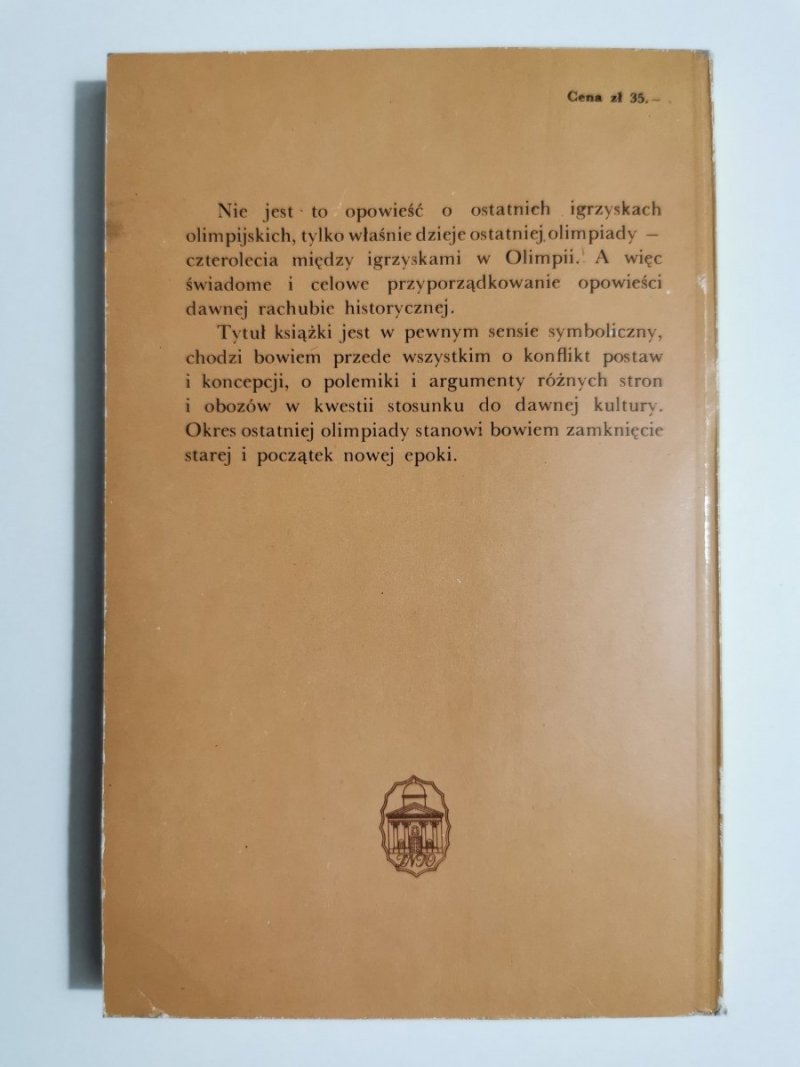 Cena zł 35.–
Nie jest to opowieść o ostatnich igrzyskach
olimpijskich, tylko właśnie dzieje ostatniej olimpiady –
czterolecia między igrzyskami w Olimpii. A więc
świadome i celowe przyporządkowanie opowieści
dawnej rachubie historycznej.
Tytuł książki jest w pewnym sensie symboliczny,
chodzi bowiem przede wszystkim o konflikt postaw
i koncepcji, o polemiki i argumenty różnych stron
i obozów w kwestii stosunku do dawnej kultury.
Okres ostatniej olimpiady stanowi bowiem zamknięcie
starej i początek nowej epoki.